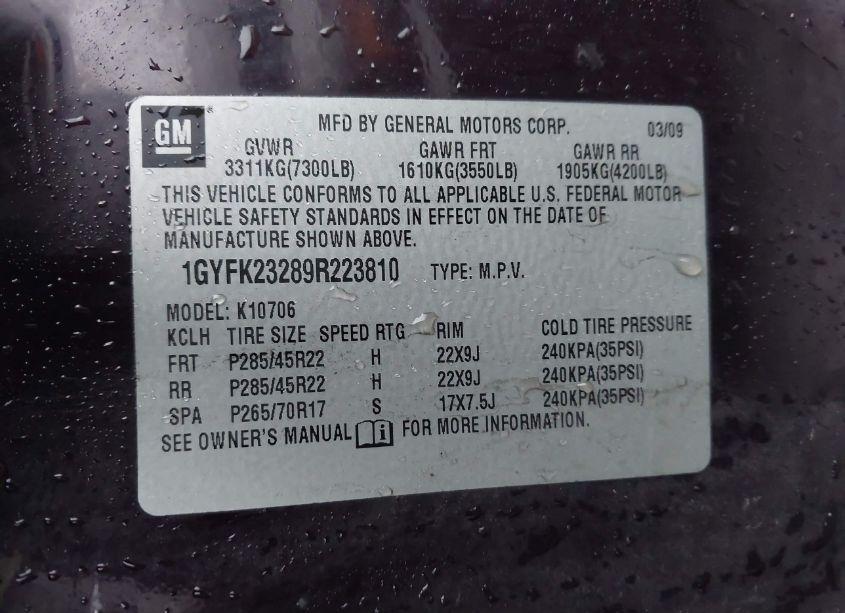 GM
MFD BY GENERAL MOTORS CORP. 03/09
GVWR GAWR FRT GAWR RR
3311KG(7300LB) 1610KG(3550LB) 1905KG(4200LB)
THIS VEHICLE CONFORMS TO ALL APPLICABLE U.S. FEDERAL MOTOR
VEHICLE SAFETY STANDARDS IN EFFECT ON THE DATE OF
MANUFACTURE SHOWN ABOVE.
1GYFK23289R223810 TYPE: M.P.V.
MODEL: K10706
KCLH TIRE SIZE SPEED RTG RIM COLD TIRE PRESSURE
FRT P285/45R22 H 22X9J 240KPA(35PSI)
RR P285/45R22 H 22X9J 240KPA(35PSI)
SPA P265/70R17 S 17X7.5J 240KPA(35PSI)
SEE OWNER'S MANUAL i FOR MORE INFORMATION.